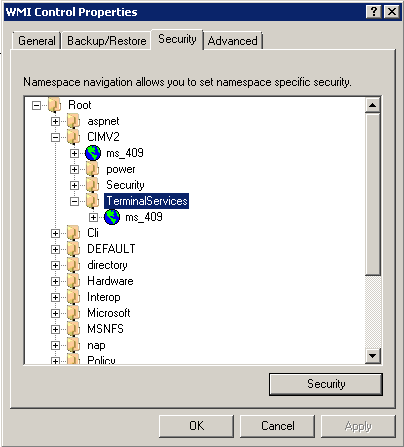 WMI Control Properties
General Backup/Restore Security Advanced
Namespace navigation allows you to set namespace specific security.
Root
aspnet
CIMV2
ms_409
power
Security
TerminalServices
ms_409
Cli
DEFAULT
directory
Hardware
Interop
Microsoft
MSNFS
nap
Policy
Security
OK Cancel Apply